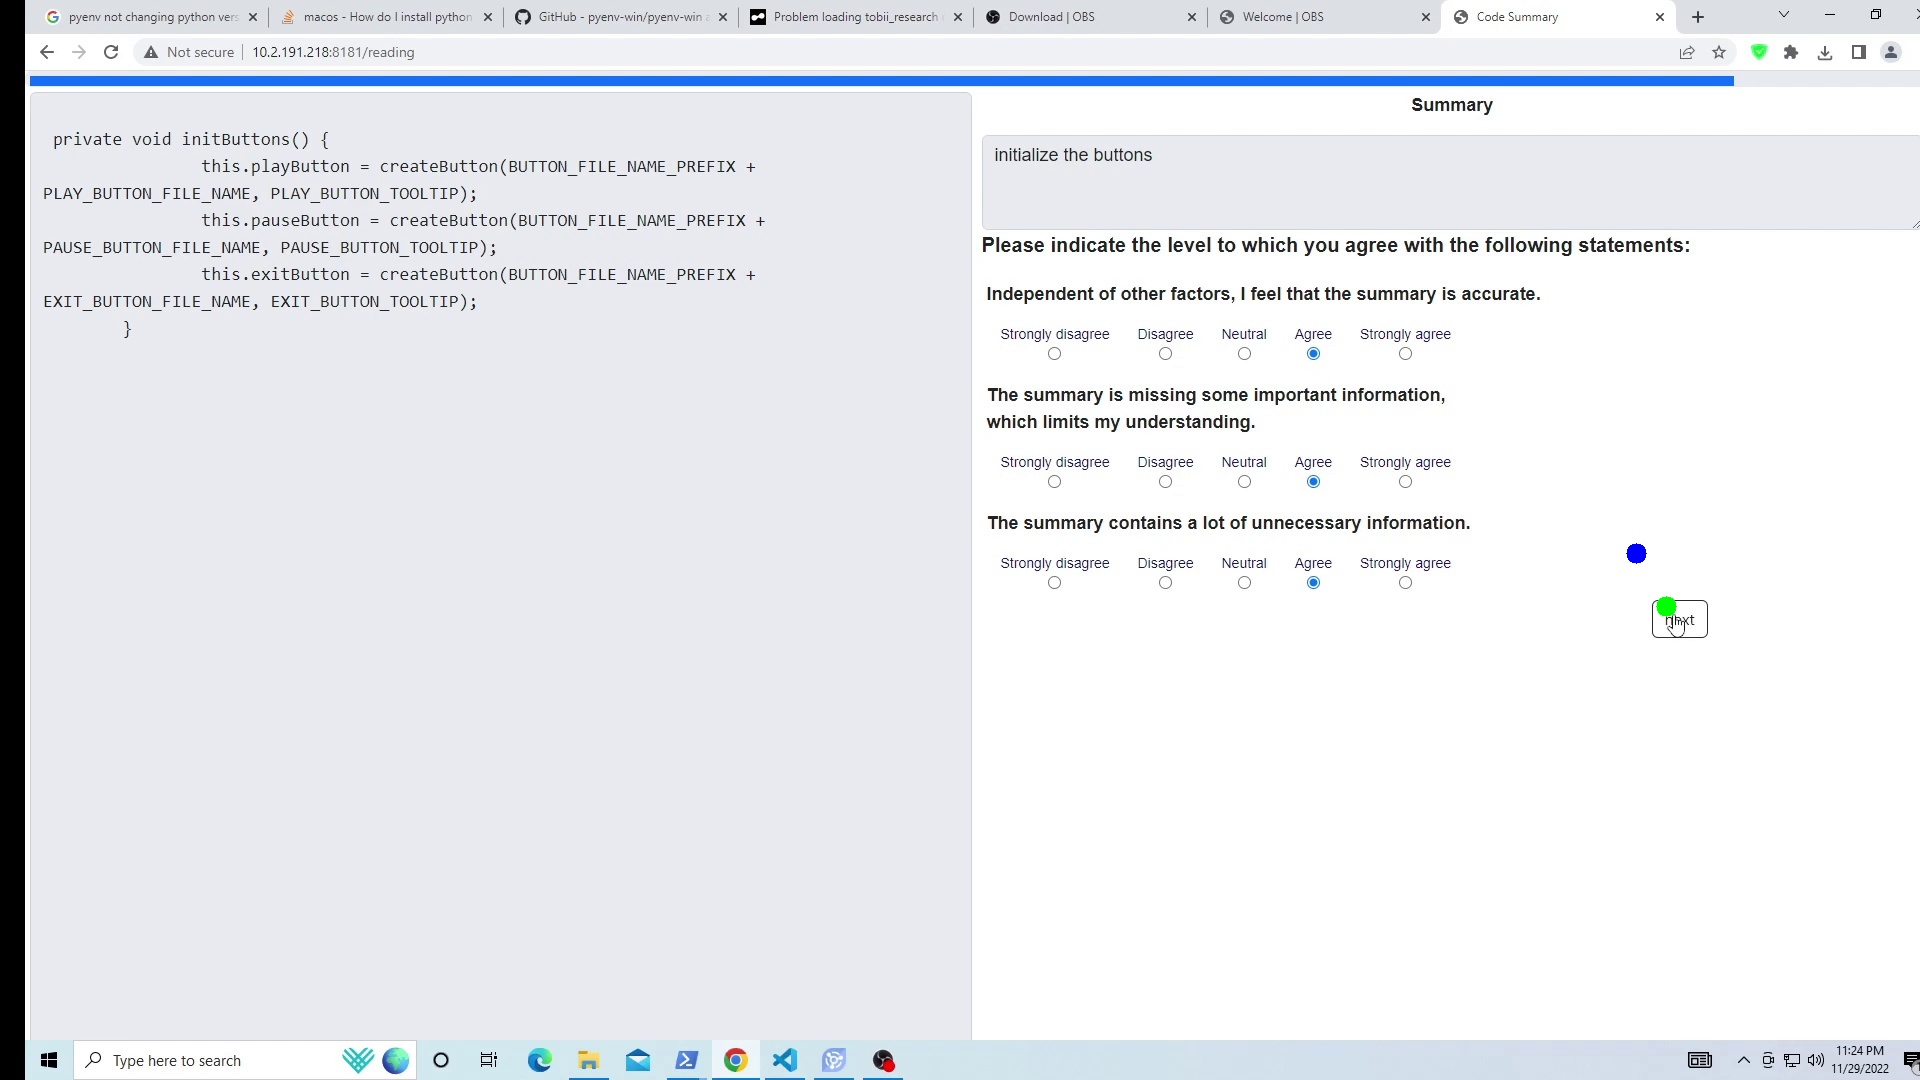 pyenv not changing python vers
macos - How do I install python
GitHub - pyenv-win/pyenv-win a
Problem loading tobii_research
Download | OBS
Welcome | OBS
Code Summary
Not secure
10.2.191.218:8181/reading
private void initButtons() {
this.playButton = createButton(BUTTON_FILE_NAME_PREFIX +
PLAY_BUTTON_FILE_NAME, PLAY_BUTTON_TOOLTIP);
this.pauseButton = createButton(BUTTON_FILE_NAME_PREFIX +
PAUSE_BUTTON_FILE_NAME, PAUSE_BUTTON_TOOLTIP);
this.exitButton = createButton(BUTTON_FILE_NAME_PREFIX +
EXIT_BUTTON_FILE_NAME, EXIT_BUTTON_TOOLTIP);
}
Summary
initialize the buttons
Please indicate the level to which you agree with the following statements:
Independent of other factors, I feel that the summary is accurate.
Strongly disagree Disagree Neutral Agree Strongly agree
The summary is missing some important information,
which limits my understanding.
Strongly disagree Disagree Neutral Agree Strongly agree
The summary contains a lot of unnecessary information.
Strongly disagree Disagree Neutral Agree Strongly agree
next
Type here to search
11:24 PM
11/29/2022